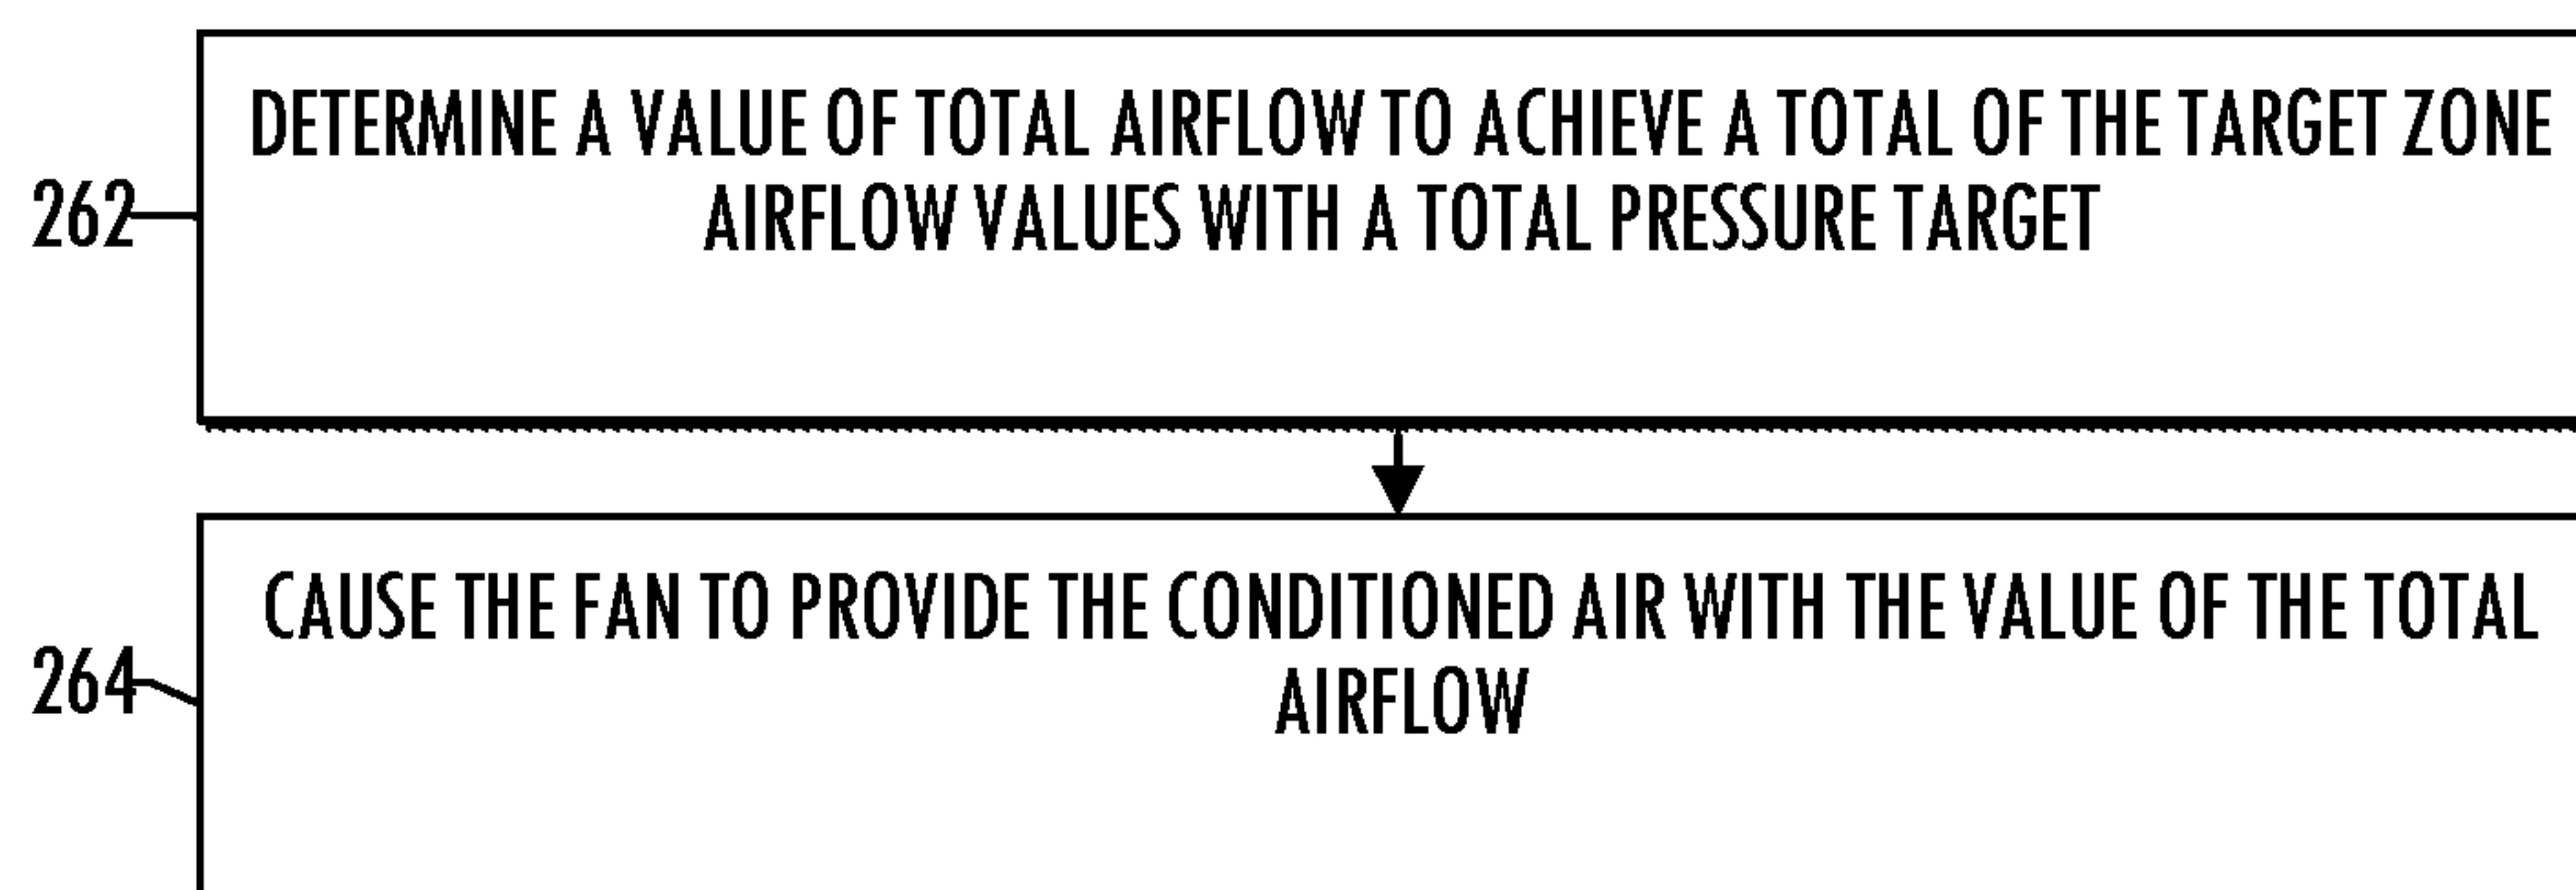 DETERMINE A VALUE OF TOTAL AIRFLOW TO ACHIEVE A TOTAL OF THE TARGET ZONE
AIRFLOW VALUES WITH A TOTAL PRESSURE TARGET
262
CAUSE THE FAN TO PROVIDE THE CONDITIONED AIR WITH THE VALUE OF THE TOTAL
AIRFLOW
264